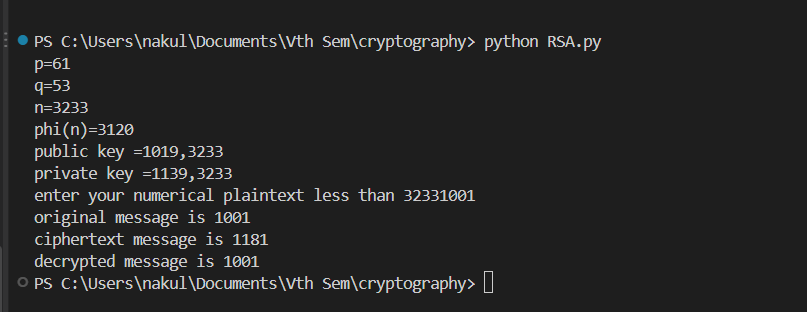 PS C:\Users\nakul\Documents\Vth Sem\cryptography> python RSA.py
p=61
q=53
n=3233
phi(n)=3120
public key =1019,3233
private key =1139,3233
enter your numerical plaintext less than 32331001
original message is 1001
ciphertext message is 1181
decrypted message is 1001
PS C:\Users\nakul\Documents\Vth Sem\cryptography>